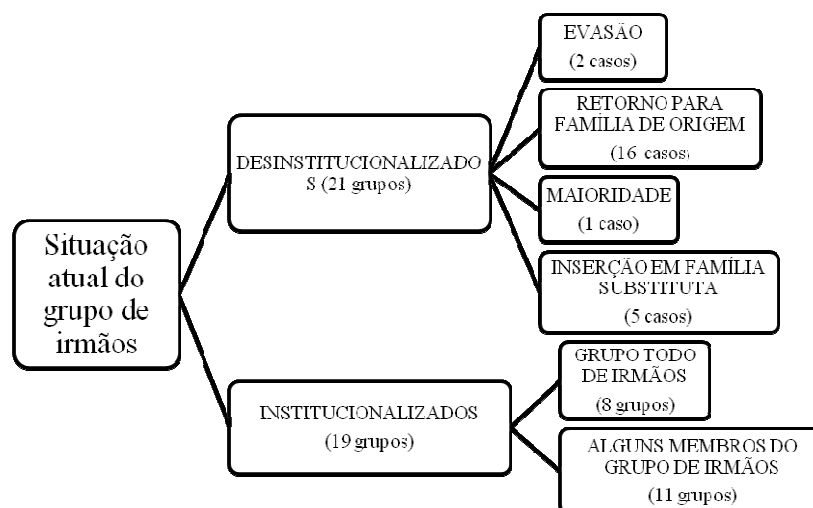 Situação
atual do
grupo de
irmãos
DESINSTITUCIONALIZADO
S (21 grupos)
EVASÃO
(2 casos)
RETORNO PARA
FAMÍLIA DE ORIGEM
(16 casos)
MAIORIDADE
(1 caso)
INSERÇÃO EM FAMÍLIA
SUBSTITUTA
(5 casos)
INSTITUCIONALIZADOS
(19 grupos)
GRUPO TODO
DE IRMÃOS
(8 grupos)
ALGUNS MEMBROS DO
GRUPO DE IRMÃOS
(11 grupos)